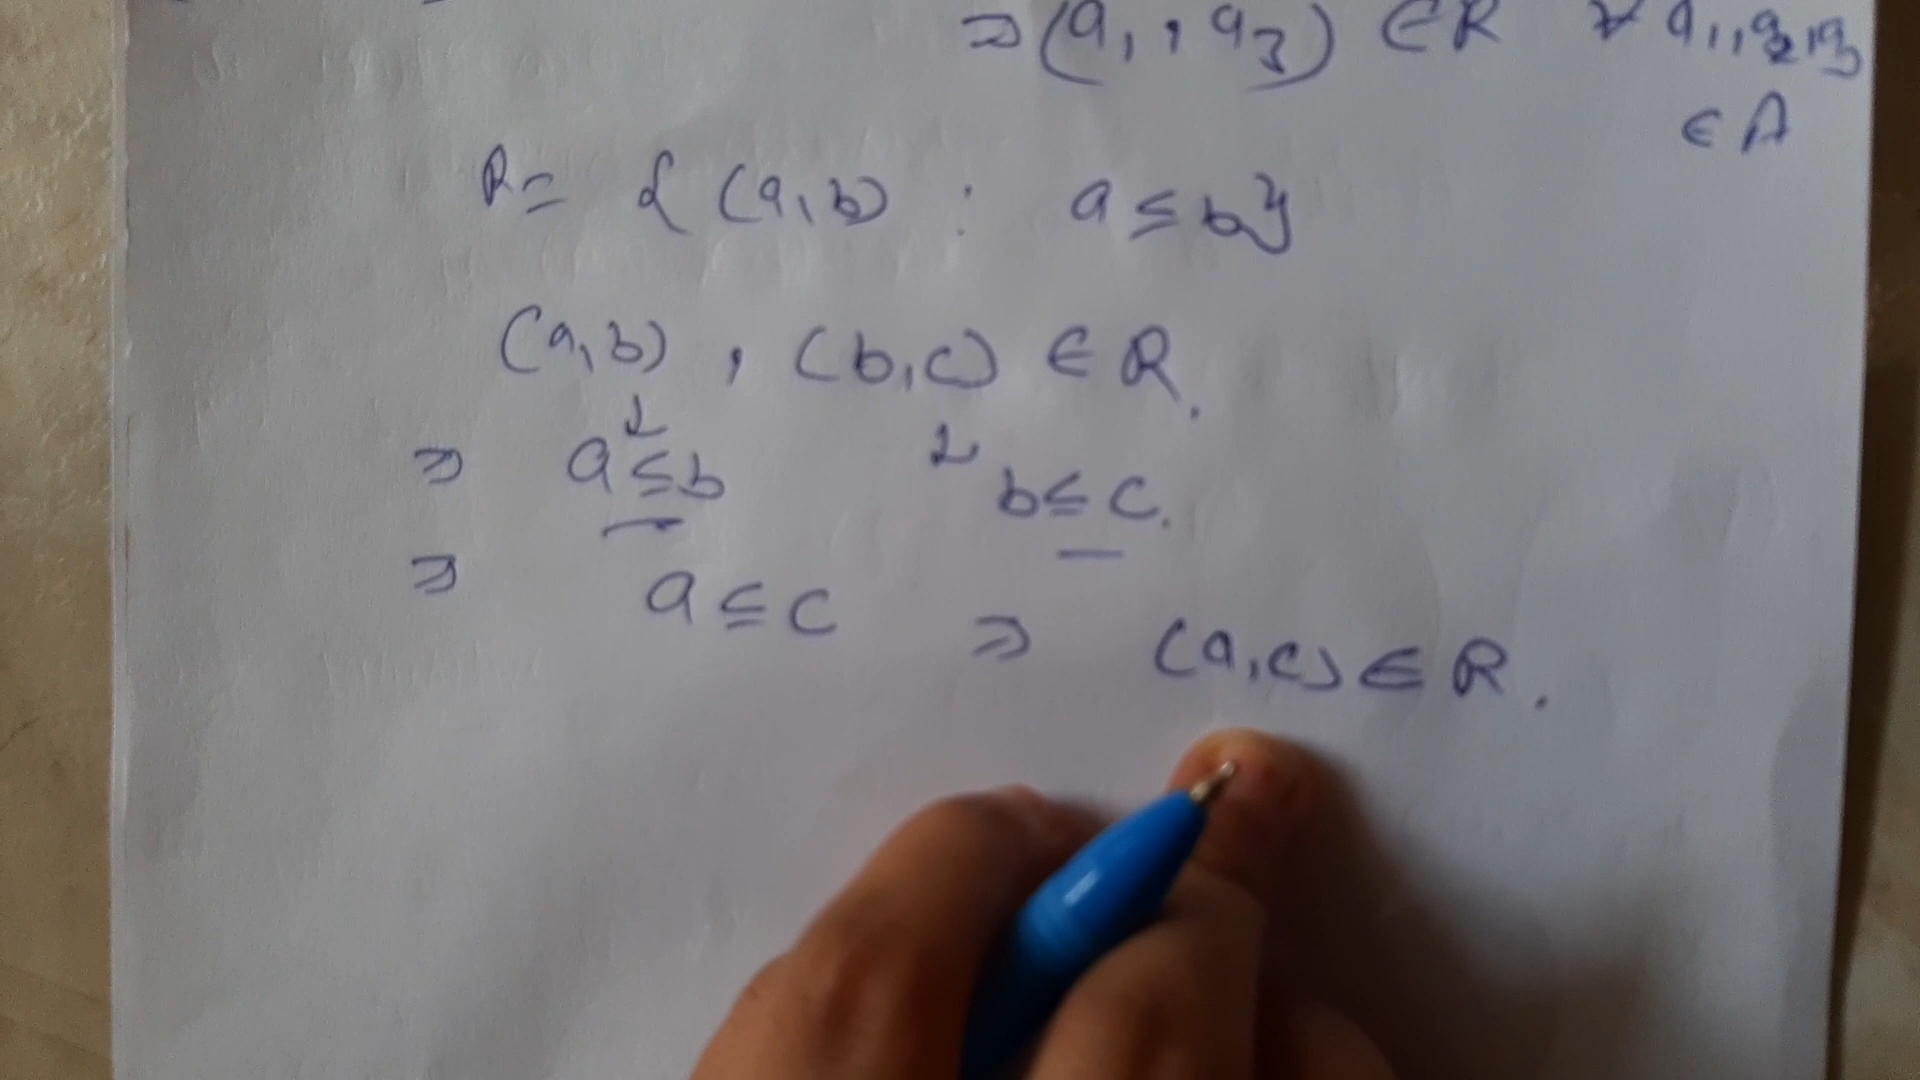 ⇒ (a₁, a₃) ∈ R ∀ a₁, a₂, a₃
∈ A
R = { (a, b) : a ≤ b }
(a, b) , (b, c) ∈ R.
⇒ a ≤ b b ≤ c.
⇒ a ≤ c ⇒ (a, c) ∈ R.